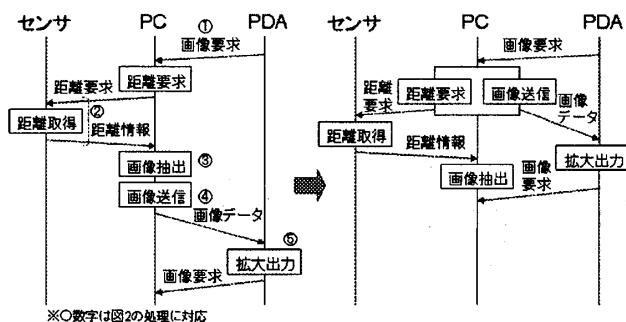 センサ PC PDA
①
画像要求
距離要求
距離要求
②
距離取得
距離情報
画像抽出 ③
画像送信 ④
画像データ
⑤
拡大出力
画像要求
※○数字は図2の処理に対応
センサ PC PDA
画像要求
距離
要求
距離要求
画像送信
画像
データ
距離取得
距離情報
拡大出力
画像抽出
画像
要求